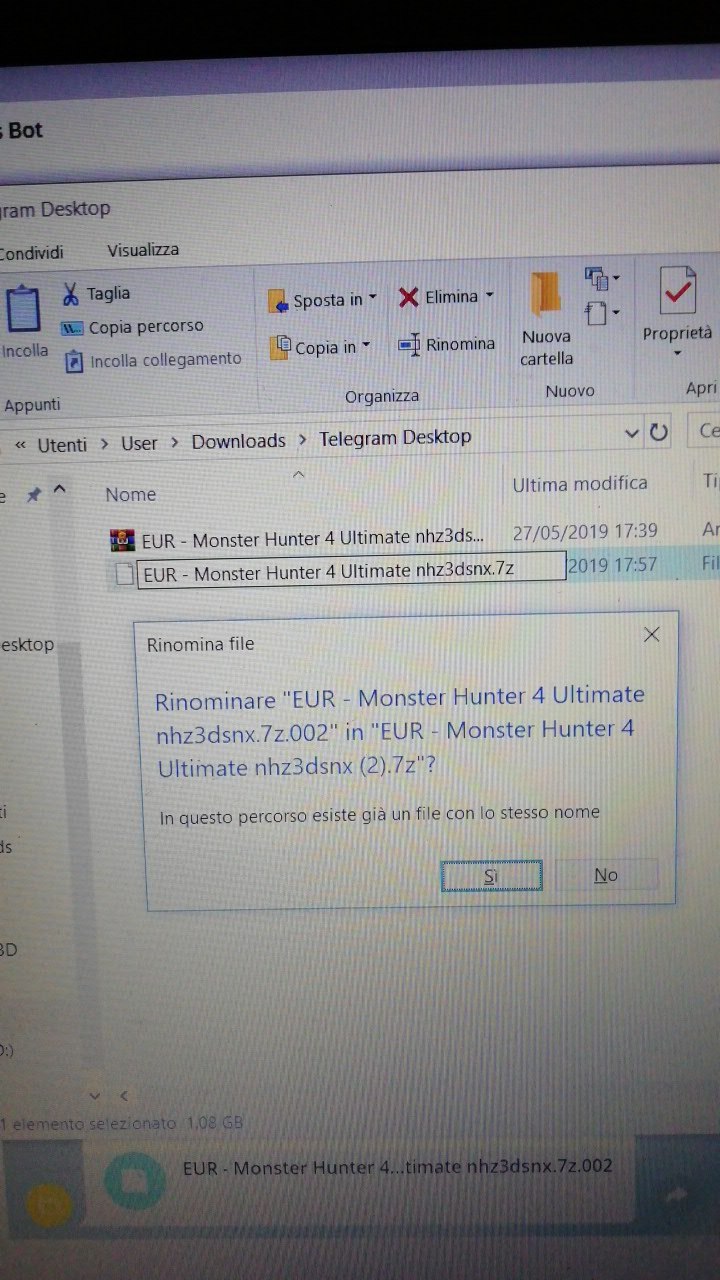 s Bot
gram Desktop
Condividi Visualizza
Incolla
Taglia
Copia percorso
Incolla collegamento
Appunti
Sposta in
Copia in
Elimina
Rinomina
Organizza
Nuova
cartella
Nuovo
Proprietà
Apri
« Utenti > User > Downloads > Telegram Desktop
Ce
e
Nome Ultima modifica Ti
EUR - Monster Hunter 4 Ultimate nhz3ds... 27/05/2019 17:39 Ar
EUR - Monster Hunter 4 Ultimate nhz3dsnx.7z 2019 17:57 Fil
esktop
Rinomina file
Rinominare "EUR - Monster Hunter 4 Ultimate
nhz3dsnx.7z.002" in "EUR - Monster Hunter 4
Ultimate nhz3dsnx (2).7z"?
In questo percorso esiste già un file con lo stesso nome
Sì No
ti
ds
3D
D:)
1 elemento selezionato 1,08 GB
EUR - Monster Hunter 4...timate nhz3dsnx.7z.002